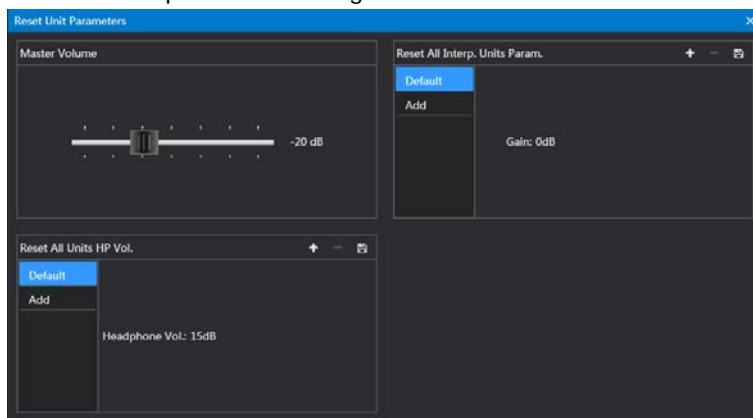 Reset Unit Parameters
Master Volume
-20 dB
Reset All Interp. Units Param.
Default
Add
Gain: 0dB
Reset All Units HP Vol.
Default
Add
Headphone Vol.: 15dB